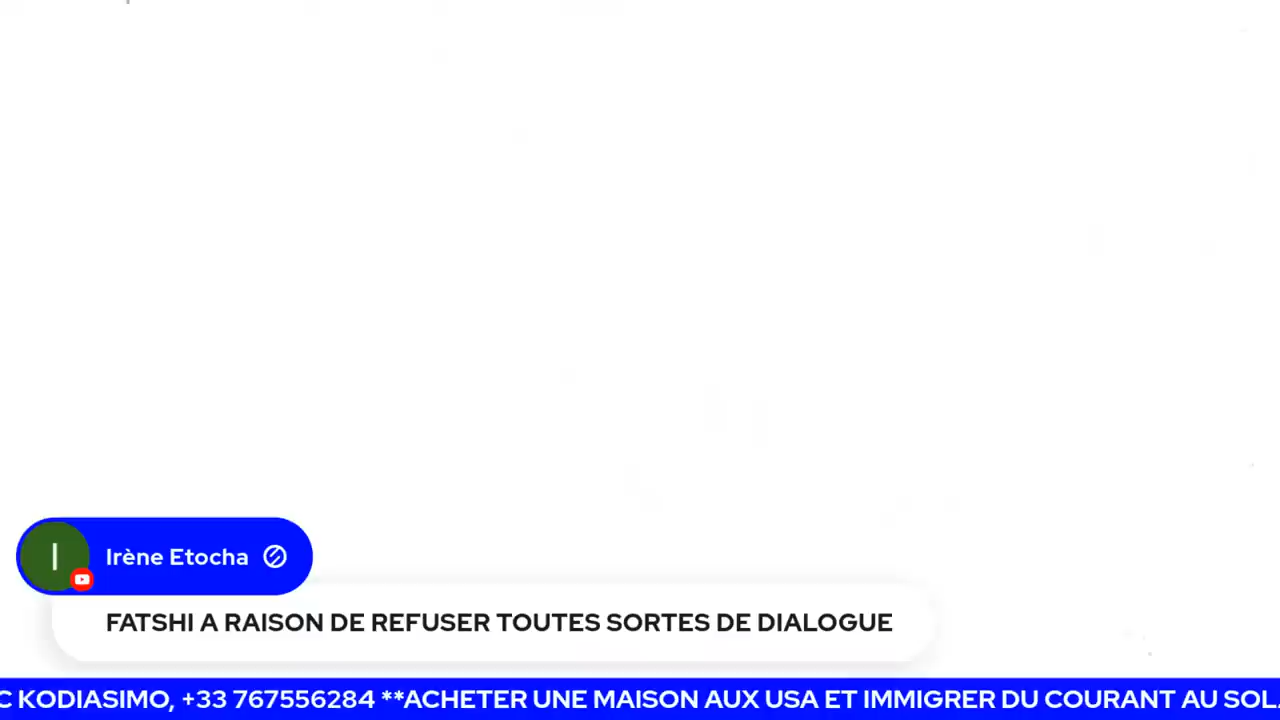 I
Irène Etocha
FATSHI A RAISON DE REFUSER TOUTES SORTES DE DIALOGUE
C KODIASIMO, +33 767556284 **ACHETER UNE MAISON AUX USA ET IMMIGRER DU COURANT AU SOL